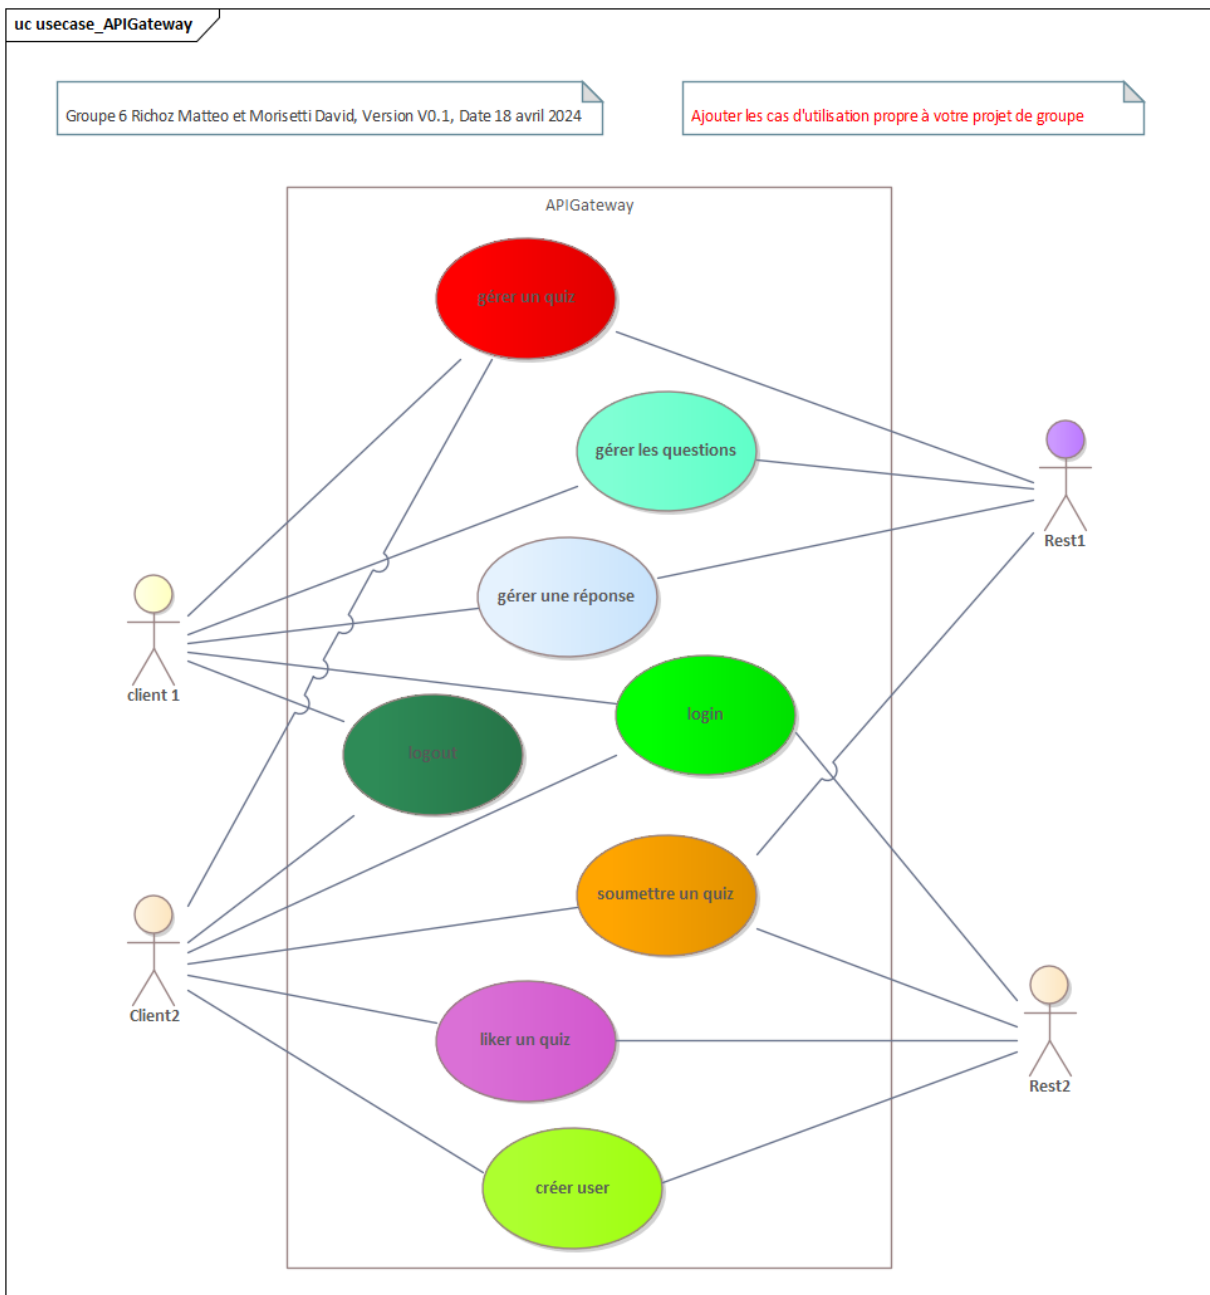 uc usecase_APIGateway
Groupe 6 Richoz Matteo et Morisetti David, Version V0.1, Date 18 avril 2024
Ajouter les cas d'utilisation propre à votre projet de groupe
APIGateway
gérer un quiz
gérer les questions
Rest1
gérer une réponse
client 1
login
logout
soumettre un quiz
Client2
liker un quiz
Rest2
créer user